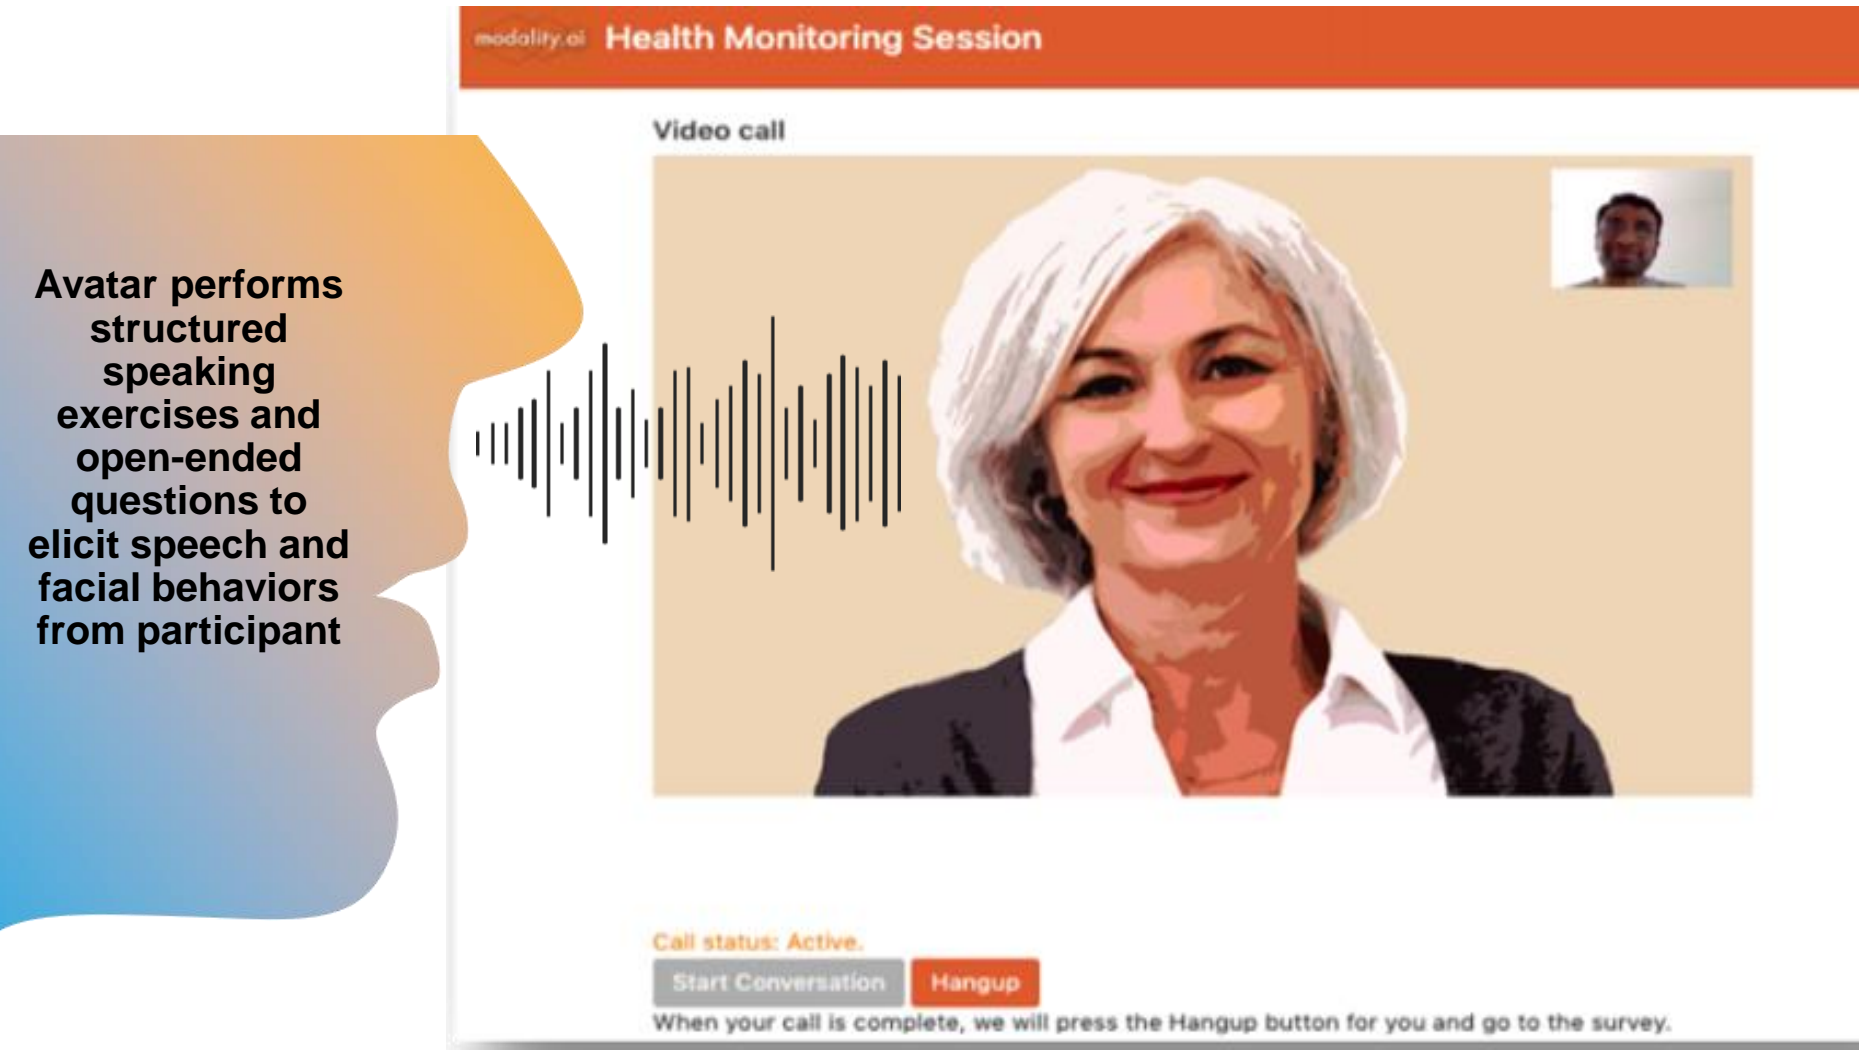 modality.ai Health Monitoring Session
Video call
Avatar performs
structured
speaking
exercises and
open-ended
questions to
elicit speech and
facial behaviors
from participant
Call status: Active.
Start Conversation Hangup
When your call is complete, we will press the Hangup button for you and go to the survey.